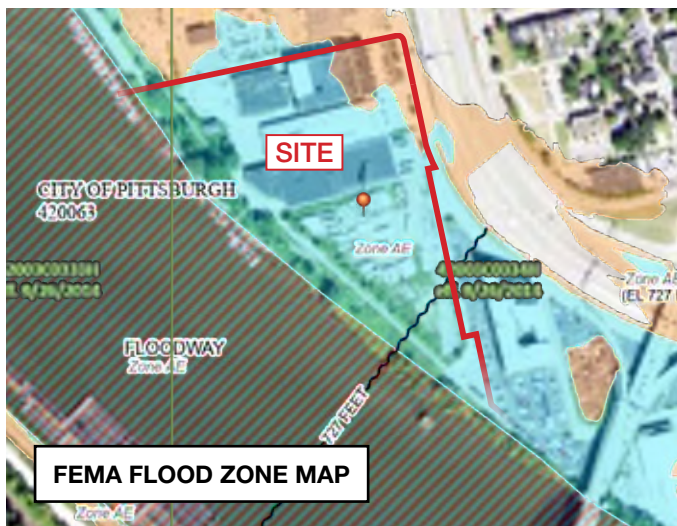 SITE
CITY OF PITTSBURGH
420063
Zone AE
Zone AE
(EL 727
FLOODWAY
Zone AE
727 FEET
FEMA FLOOD ZONE MAP
Zone AE